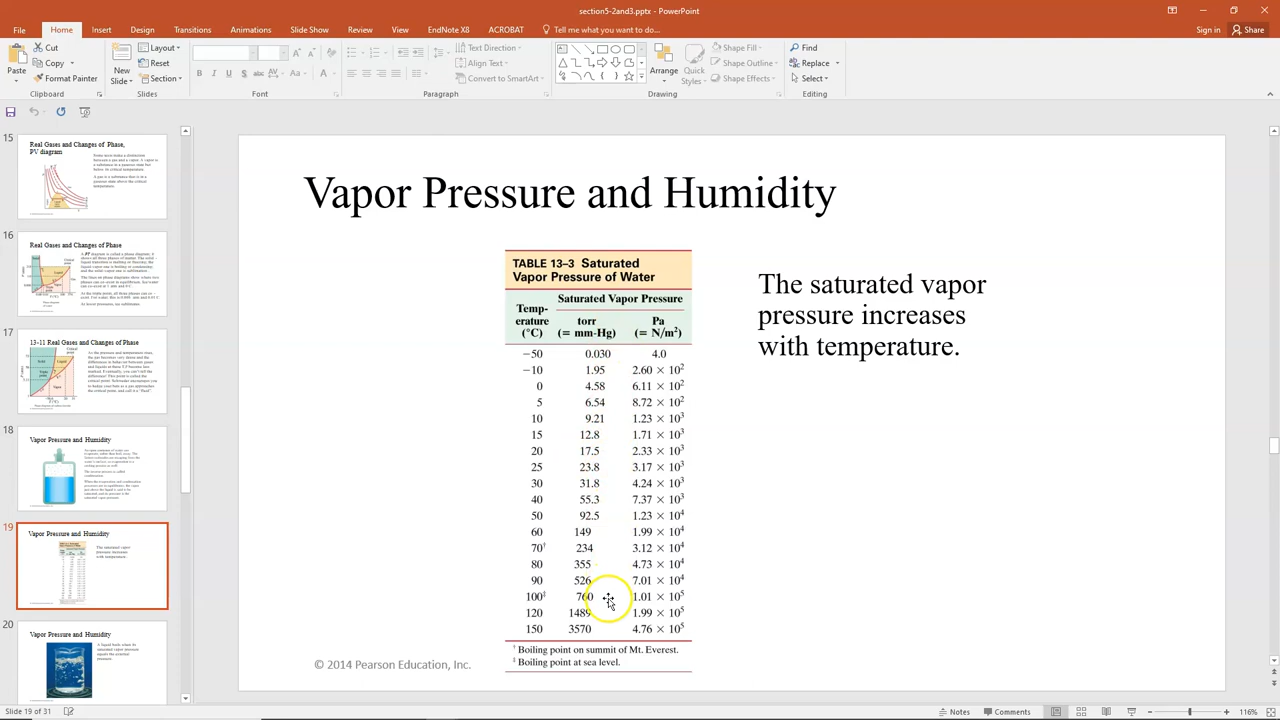 section5-2and3.pptx - PowerPoint
File
Home
Insert
Design
Transitions
Animations
Slide Show
Review
View
EndNote X8
ACROBAT
Tell me what you want to do...
Sign in
Share
Paste
Cut
Copy
Format Painter
Clipboard
New
Slide
Layout
Reset
Section
Slides
Font
Paragraph
Text Direction
Align Text
Convert to SmartArt
Arrange
Quick
Styles
Shape Fill
Shape Outline
Shape Effects
Drawing
Find
Replace
Select
Editing
15
Real Gases and Changes of Phase,
PV diagram
16
Real Gases and Changes of Phase
17
13-11 Real Gases and Changes of Phase
18
Vapor Pressure and Humidity
19
Vapor Pressure and Humidity
The saturated vapor
pressure increases
with temperature.
20
Vapor Pressure and Humidity
Vapor Pressure and Humidity
TABLE 13–3 Saturated
Vapor Pressure of Water
Saturated Vapor Pressure
Temp-
erature
(°C)
torr
(= mm-Hg)
Pa
(= N/m²)
−50 0.030 4.0
−10 1.95 2.60 × 10²
0 4.58 6.11 × 10²
5 6.54 8.72 × 10²
10 9.21 1.23 × 10³
15 12.8 1.71 × 10³
20 17.5 2.33 × 10³
25 23.8 3.17 × 10³
30 31.8 4.24 × 10³
40 55.3 7.37 × 10³
50 92.5 1.23 × 10⁴
60 149 1.99 × 10⁴
70† 234 3.12 × 10⁴
80 355 4.73 × 10⁴
90 526 7.01 × 10⁴
100‡ 760 1.01 × 10⁵
120 1489 1.99 × 10⁵
150 3570 4.76 × 10⁵
† Boiling point on summit of Mt. Everest.
‡ Boiling point at sea level.
The saturated vapor
pressure increases
with temperature.
© 2014 Pearson Education, Inc.
Slide 19 of 31
Notes
Comments
116%